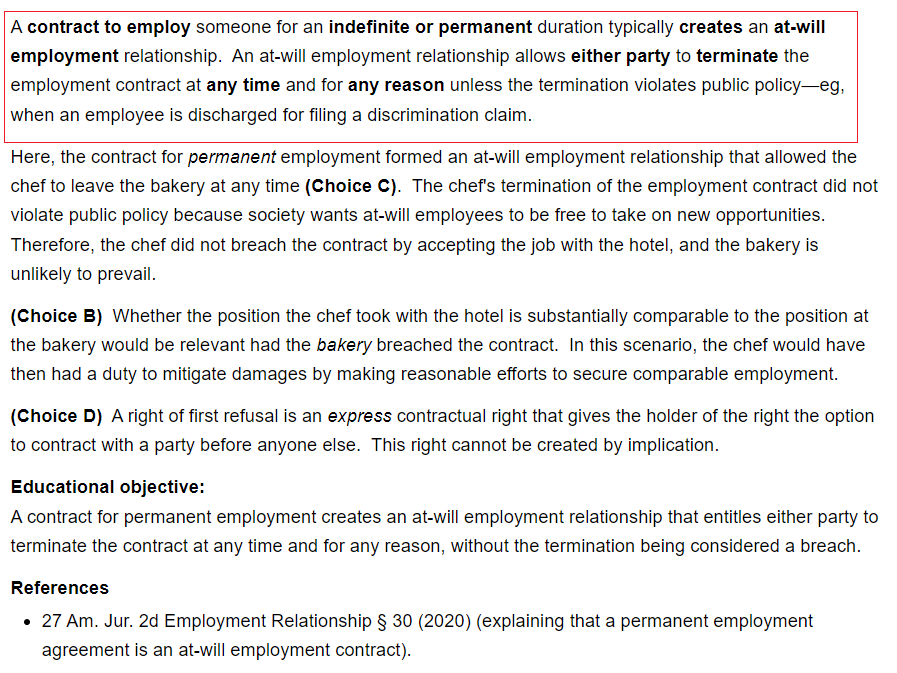 A contract to employ someone for an indefinite or permanent duration typically creates an at-will
employment relationship. An at-will employment relationship allows either party to terminate the
employment contract at any time and for any reason unless the termination violates public policy—eg,
when an employee is discharged for filing a discrimination claim.
Here, the contract for permanent employment formed an at-will employment relationship that allowed the
chef to leave the bakery at any time (Choice C). The chef's termination of the employment contract did not
violate public policy because society wants at-will employees to be free to take on new opportunities.
Therefore, the chef did not breach the contract by accepting the job with the hotel, and the bakery is
unlikely to prevail.
(Choice B) Whether the position the chef took with the hotel is substantially comparable to the position at
the bakery would be relevant had the bakery breached the contract. In this scenario, the chef would have
then had a duty to mitigate damages by making reasonable efforts to secure comparable employment.
(Choice D) A right of first refusal is an express contractual right that gives the holder of the right the option
to contract with a party before anyone else. This right cannot be created by implication.
Educational objective:
A contract for permanent employment creates an at-will employment relationship that entitles either party to
terminate the contract at any time and for any reason, without the termination being considered a breach.
References
• 27 Am. Jur. 2d Employment Relationship § 30 (2020) (explaining that a permanent employment
agreement is an at-will employment contract).